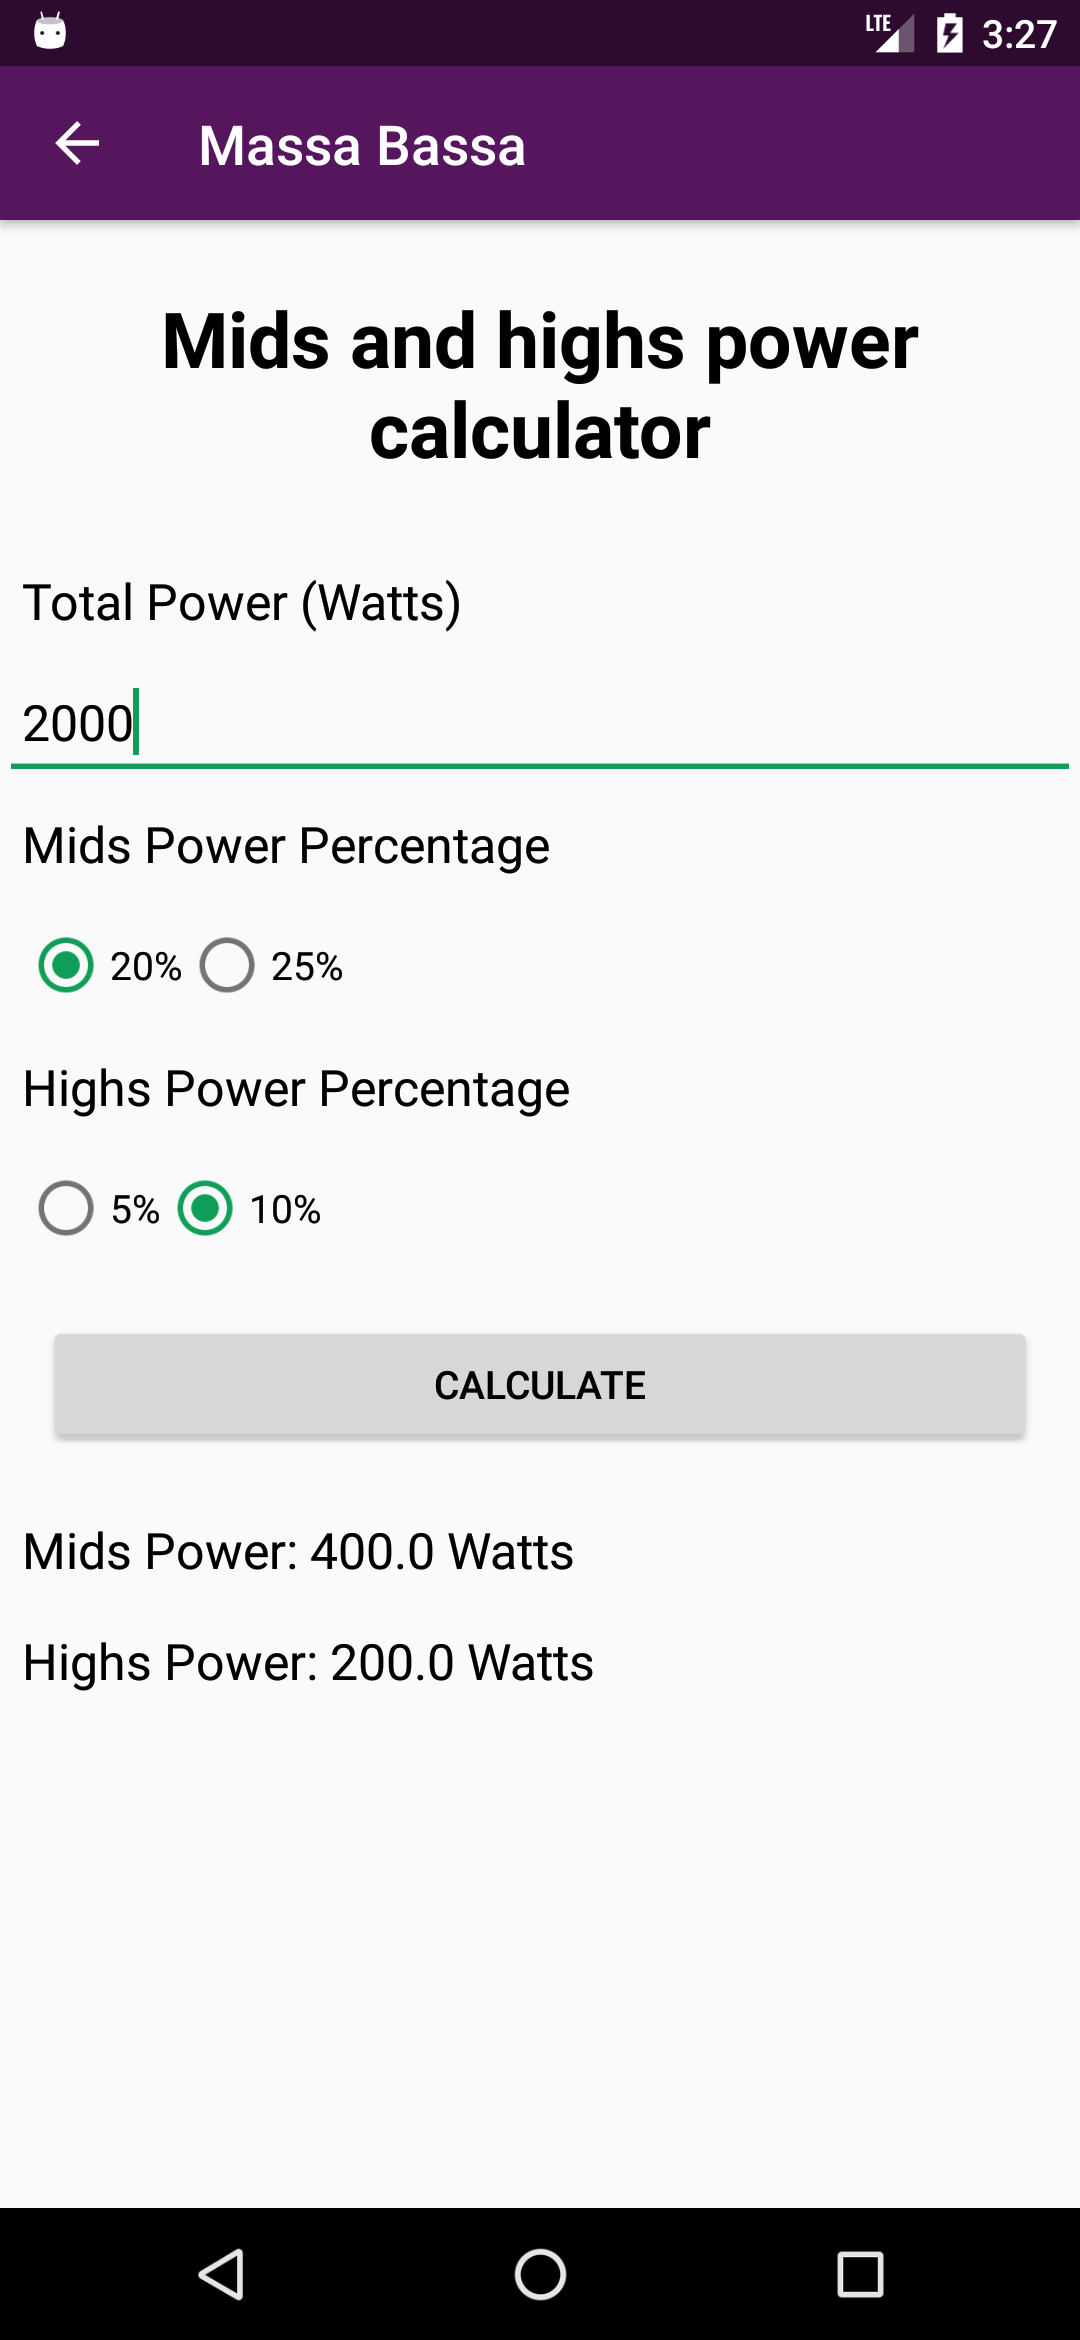 LTE 3:27
Massa Bassa
Mids and highs power
calculator
Total Power (Watts)
2000
Mids Power Percentage
20% 25%
Highs Power Percentage
5% 10%
CALCULATE
Mids Power: 400.0 Watts
Highs Power: 200.0 Watts